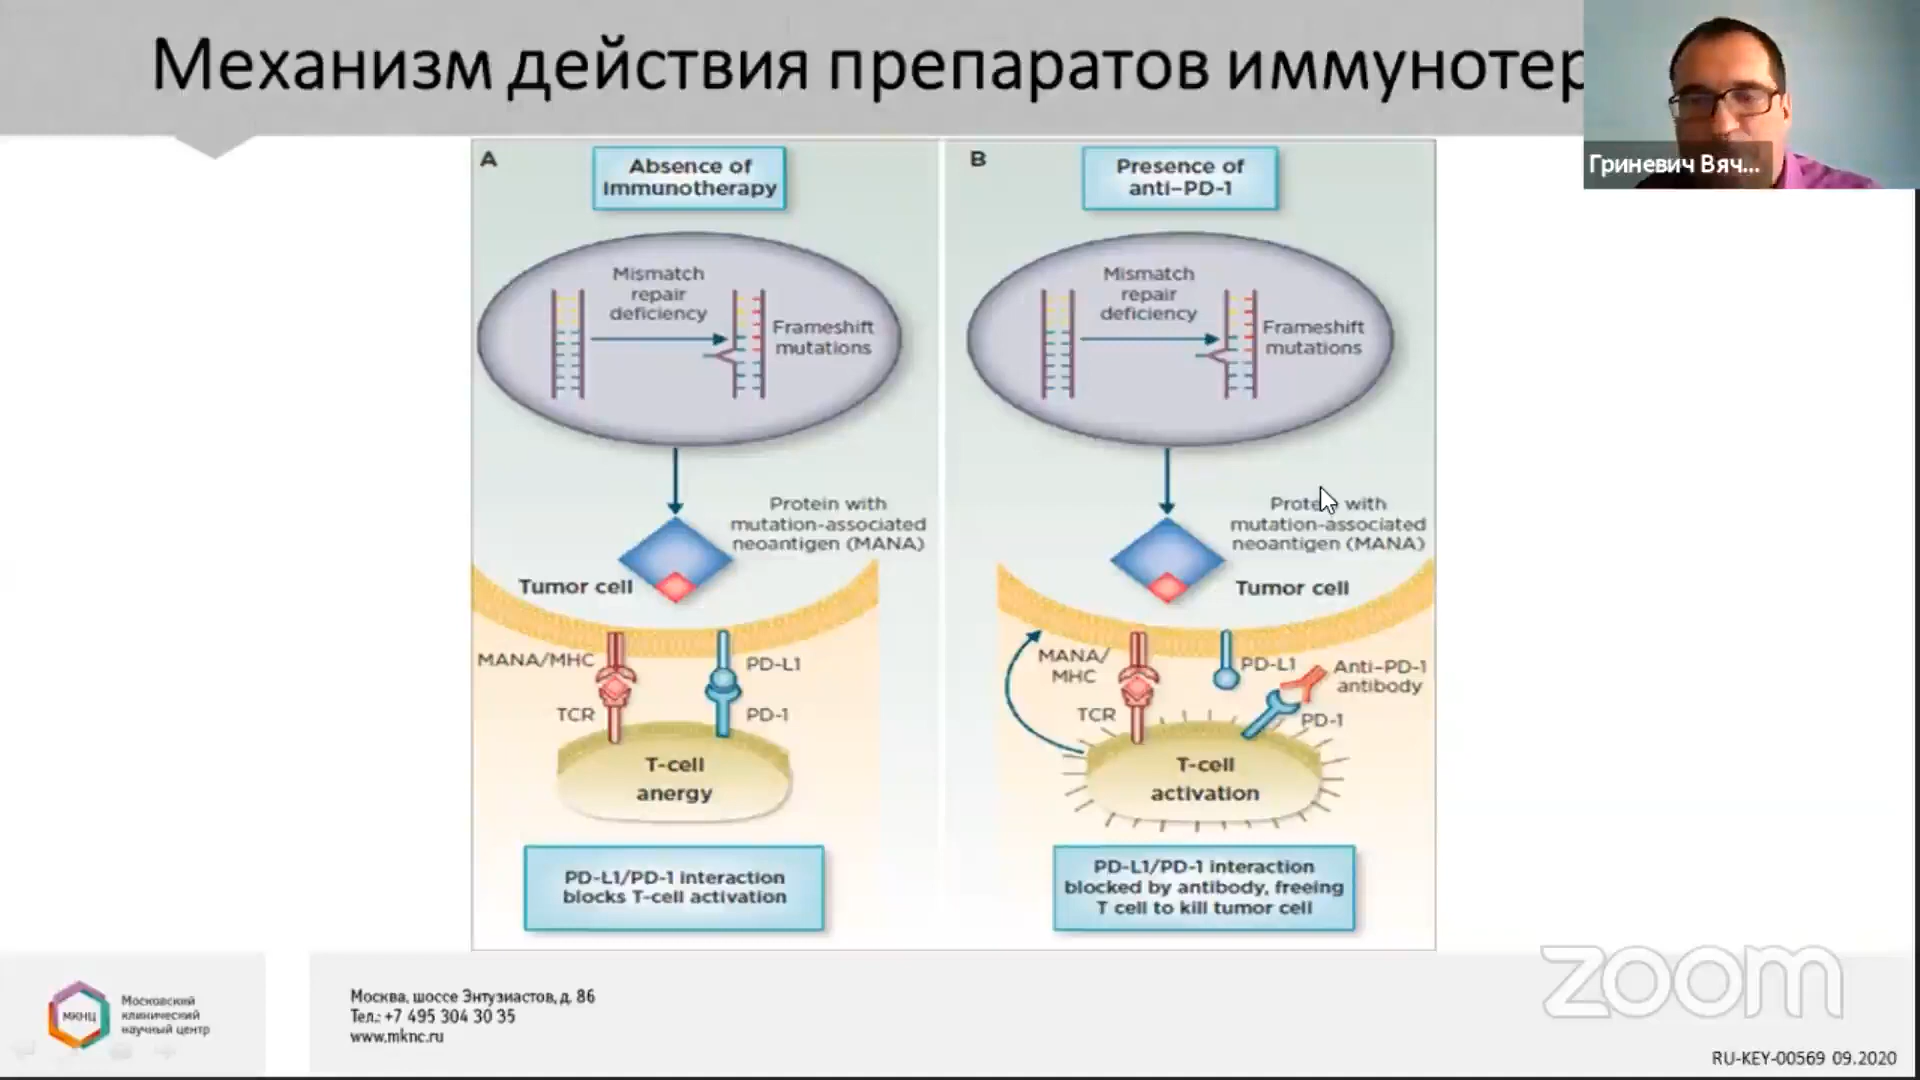 Механизм действия препаратов иммунотер
Гриневич Вяч...
A
Absence of
immunotherapy
Mismatch
repair
deficiency
Frameshift
mutations
Protein with
mutation-associated
neoantigen (MANA)
Tumor cell
MANA/MHC
PD-L1
TCR
PD-1
T-cell
anergy
PD-L1/PD-1 interaction
blocks T-cell activation
B
Presence of
anti–PD-1
Mismatch
repair
deficiency
Frameshift
mutations
Protein with
mutation-associated
neoantigen (MANA)
Tumor cell
MANA/
MHC
PD-L1
Anti–PD-1
antibody
TCR
PD-1
T-cell
activation
PD-L1/PD-1 interaction
blocked by antibody, freeing
T cell to kill tumor cell
МКНЦ
Московский
клинический
научный центр
Москва, шоссе Энтузиастов, д. 86
Тел.: +7 495 304 30 35
www.mknc.ru
zoom
RU-KEY-00569 09.2020